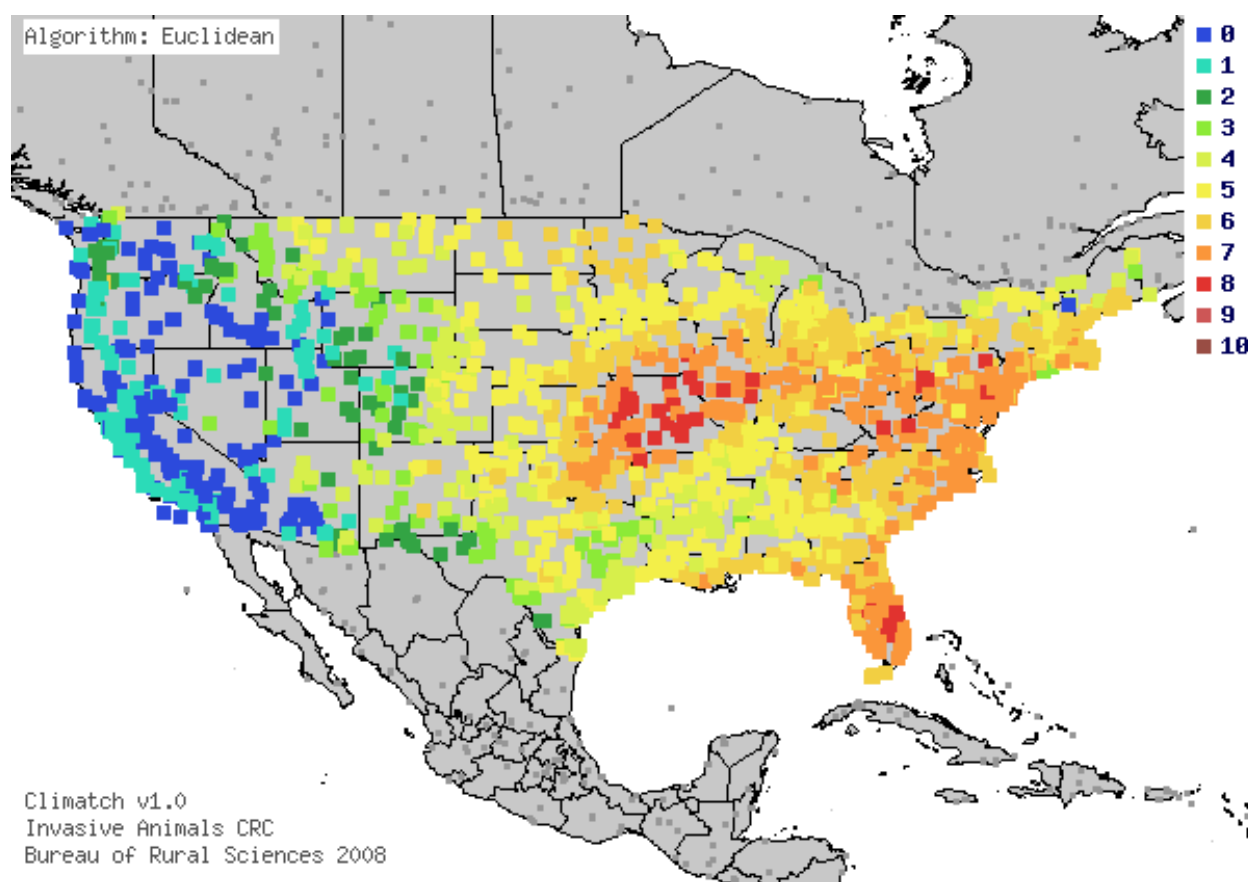 Algorithm: Euclidean
0
1
2
3
4
5
6
7
8
9
10
Climatch v1.0
Invasive Animals CRC
Bureau of Rural Sciences 2008